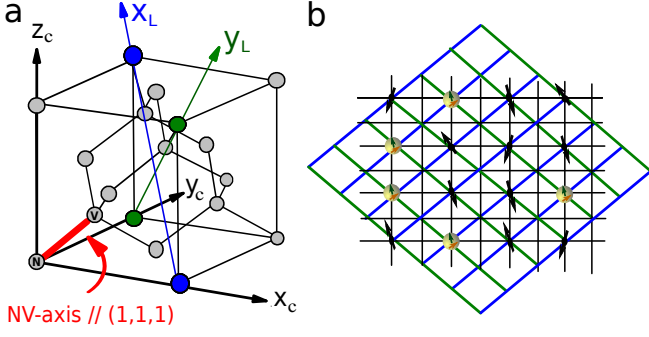 a
b
x_L
y_L
z_c
y_c
V
N
x_c
NV-axis // (1,1,1)